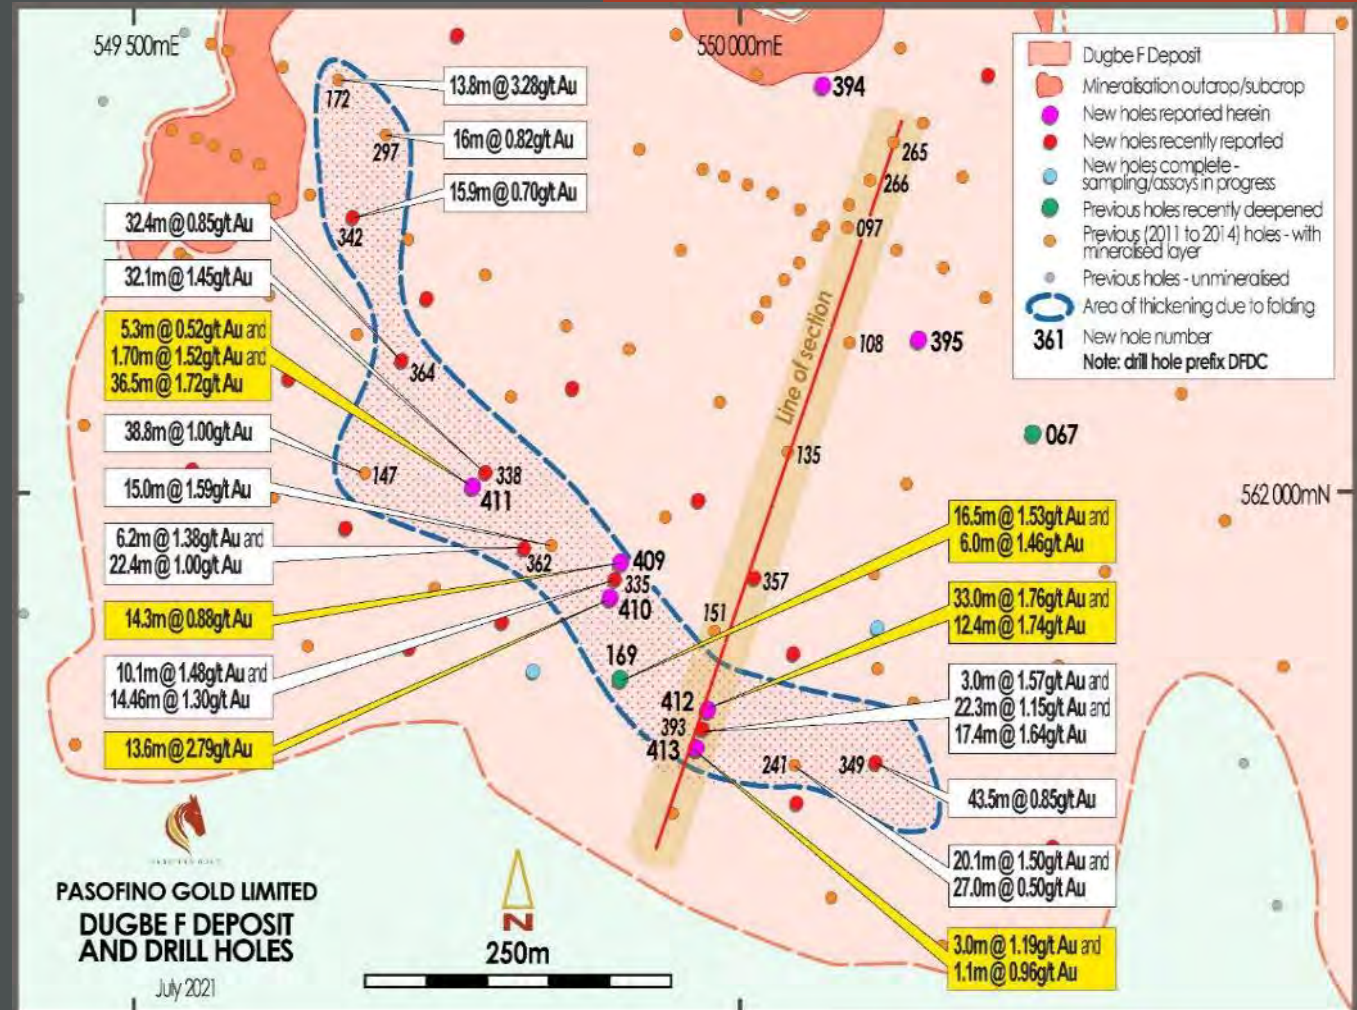 549 500mE
550 000mE
562 000mN
Dugbe F Deposit
Mineralisation outcrop/subcrop
New holes reported herein
New holes recently reported
New holes complete -
sampling/assays in progress
Previous holes recently deepened
Previous (2011 to 2014) holes - with
mineralised layer
Previous holes - unmineralised
Area of thickening due to folding
361 New hole number
Note: drill hole prefix DFDC
13.8m @ 3.28g/t Au
16m @ 0.82g/t Au
15.9m @ 0.70g/t Au
32.4m @ 0.85g/t Au
32.1m @ 1.45g/t Au
5.3m @ 0.52g/t Au and
1.70m @ 1.52g/t Au and
36.5m @ 1.72g/t Au
38.8m @ 1.00g/t Au
15.0m @ 1.59g/t Au
6.2m @ 1.38g/t Au and
22.4m @ 1.00g/t Au
14.3m @ 0.88g/t Au
10.1m @ 1.48g/t Au and
14.46m @ 1.30g/t Au
13.6m @ 2.79g/t Au
172
297
342
364
147
338
411
362
409
335
410
169
151
412
393
413
241
349
357
135
108
097
266
265
394
395
067
Line of section
16.5m @ 1.53g/t Au and
6.0m @ 1.46g/t Au
33.0m @ 1.76g/t Au and
12.4m @ 1.74g/t Au
3.0m @ 1.57g/t Au and
22.3m @ 1.15g/t Au and
17.4m @ 1.64g/t Au
43.5m @ 0.85g/t Au
20.1m @ 1.50g/t Au and
27.0m @ 0.50g/t Au
3.0m @ 1.19g/t Au and
1.1m @ 0.96g/t Au
PASOFINO GOLD LIMITED
DUGBE F DEPOSIT
AND DRILL HOLES
July 2021
N
250m